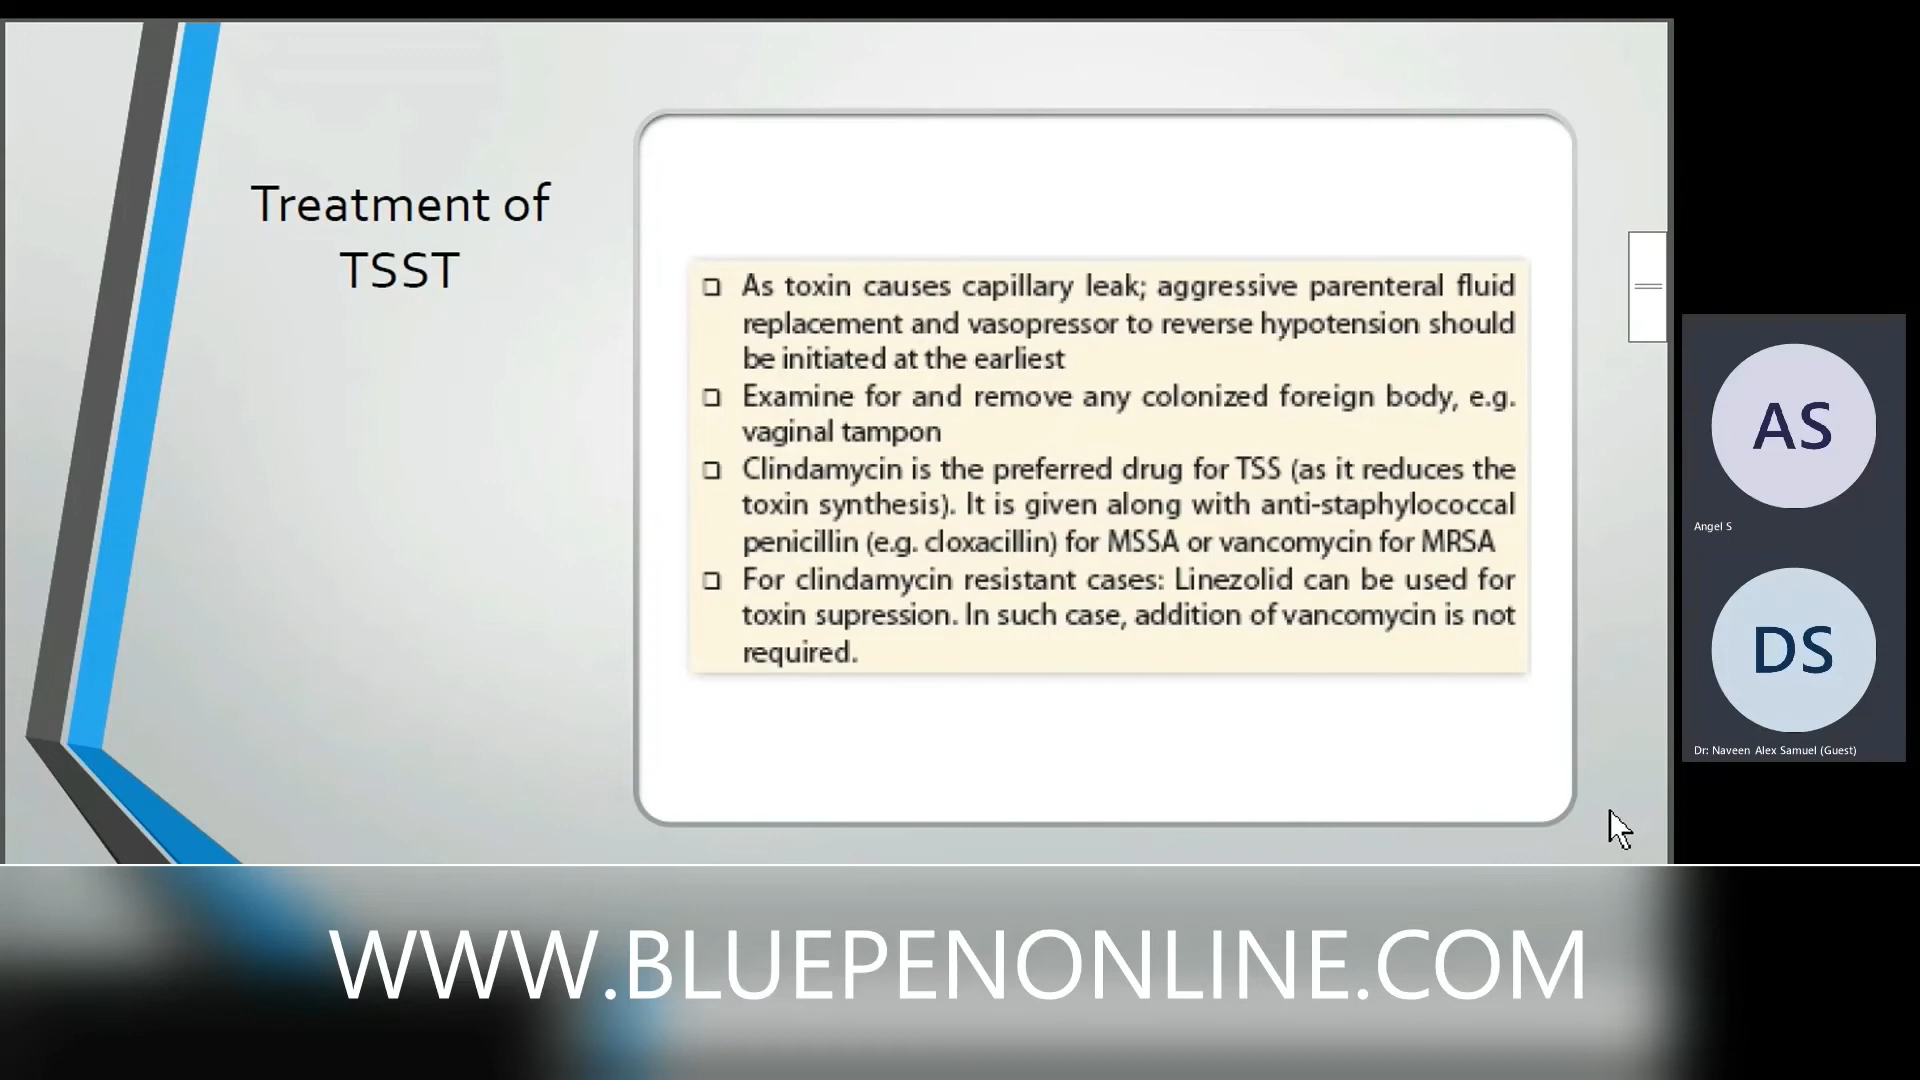 Treatment of
TSST
❑ As toxin causes capillary leak; aggressive parenteral fluid
replacement and vasopressor to reverse hypotension should
be initiated at the earliest
❑ Examine for and remove any colonized foreign body, e.g.
vaginal tampon
❑ Clindamycin is the preferred drug for TSS (as it reduces the
toxin synthesis). It is given along with anti-staphylococcal
penicillin (e.g. cloxacillin) for MSSA or vancomycin for MRSA
❑ For clindamycin resistant cases: Linezolid can be used for
toxin supression. In such case, addition of vancomycin is not
required.
AS
Angel S
DS
Dr: Naveen Alex Samuel (Guest)
WWW.BLUEPENONLINE.COM